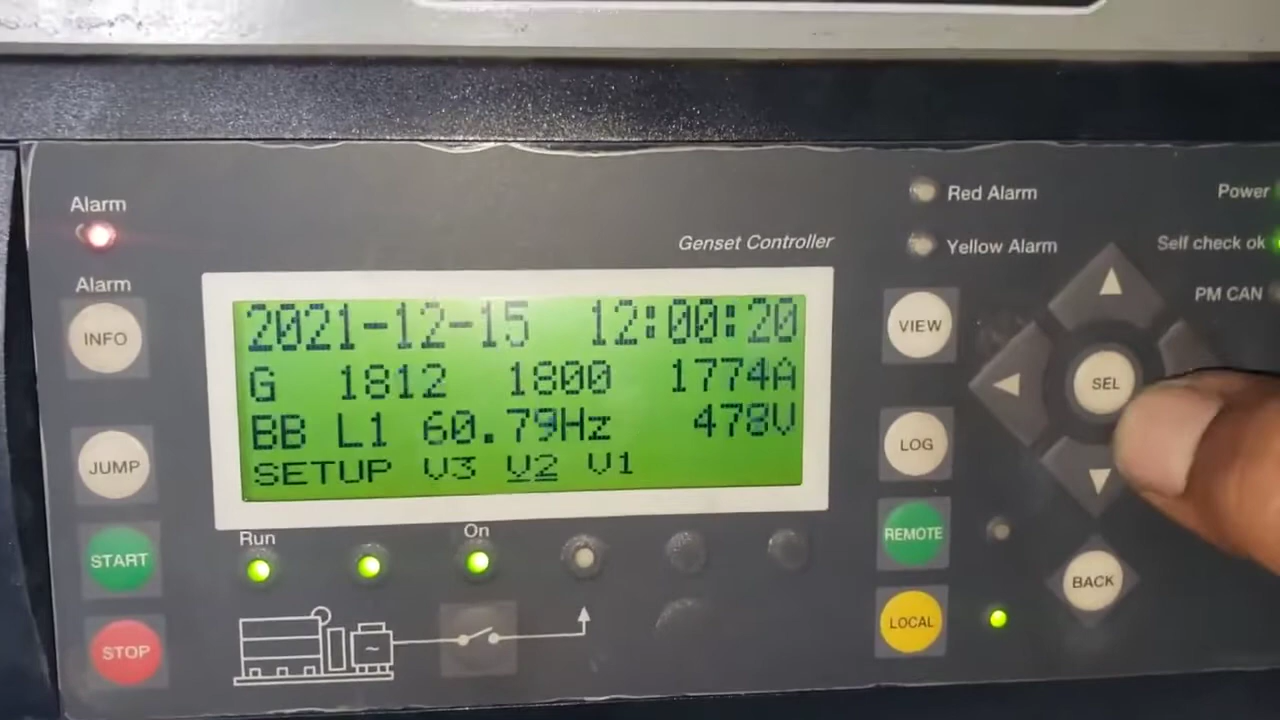 Alarm
Alarm
INFO
JUMP
START
STOP
Genset Controller
2021-12-15 12:00:20
G 1812 1800 1774A
BB L1 60.79Hz 478V
SETUP V3 V2 V1
Run
On
~
Red Alarm
Yellow Alarm
Power
Self check ok
PM CAN
VIEW
LOG
REMOTE
LOCAL
SEL
BACK